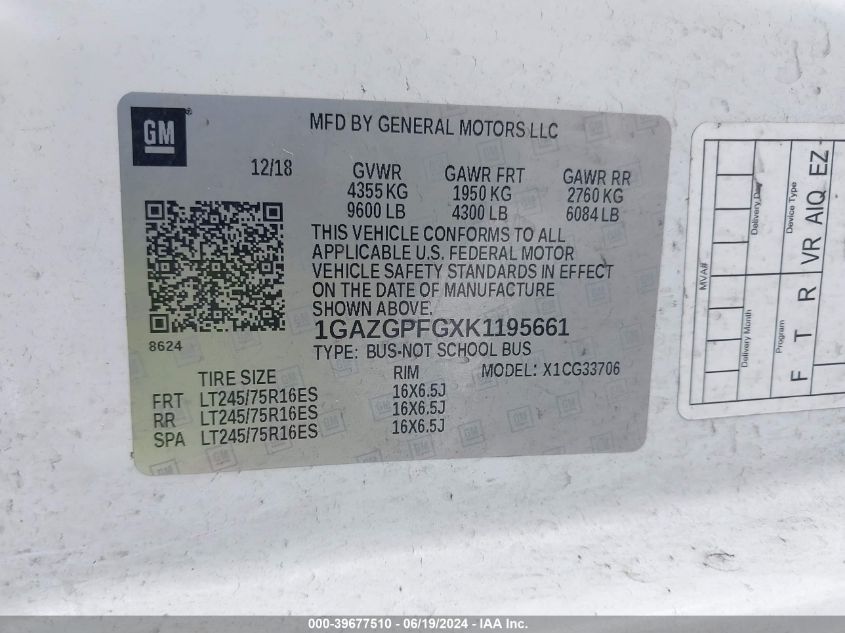 GM
MFD BY GENERAL MOTORS LLC
12/18
GVWR
4355 KG
9600 LB
GAWR FRT
1950 KG
4300 LB
GAWR RR
2760 KG
6084 LB
THIS VEHICLE CONFORMS TO ALL
APPLICABLE U.S. FEDERAL MOTOR
VEHICLE SAFETY STANDARDS IN EFFECT
ON THE DATE OF MANUFACTURE
SHOWN ABOVE.
1GAZGPFGXK1195661
8624
TYPE: BUS-NOT SCHOOL BUS
TIRE SIZE RIM MODEL: X1CG33706
FRT LT245/75R16ES 16X6.5J
RR LT245/75R16ES 16X6.5J
SPA LT245/75R16ES 16X6.5J
MVA#
Delivery Day
Delivery Month
Device Type
VR AIQ EZ
Program
F T R
000-39677510 - 06/19/2024 - IAA Inc.